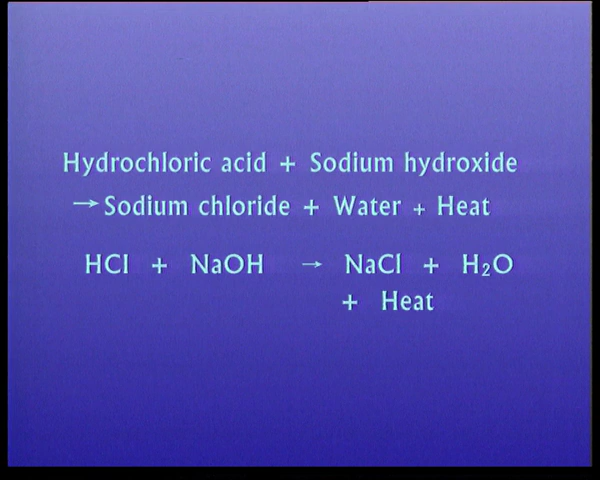 Hydrochloric acid + Sodium hydroxide
→ Sodium chloride + Water + Heat
HCl + NaOH → NaCl + H₂O
+ Heat